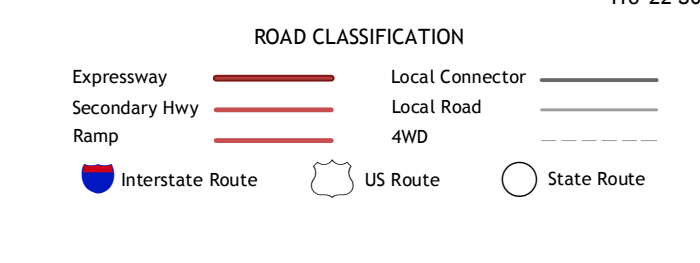 ROAD CLASSIFICATION
Expressway
Local Connector
Secondary Hwy
Local Road
Ramp
4WD
Interstate Route
US Route
State Route